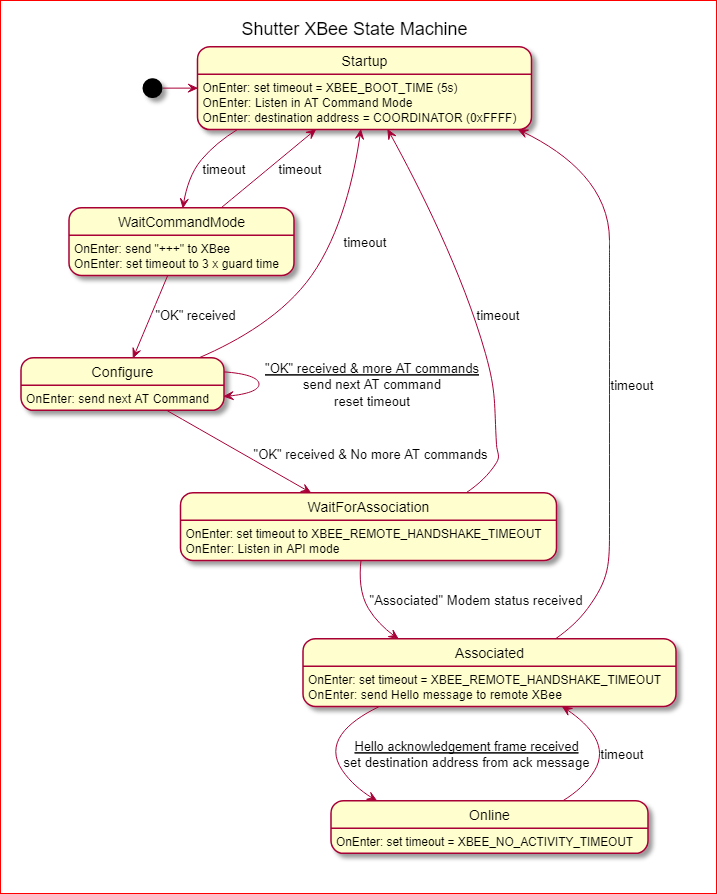 Shutter XBee State Machine
Startup
OnEnter: set timeout = XBEE_BOOT_TIME (5s)
OnEnter: Listen in AT Command Mode
OnEnter: destination address = COORDINATOR (0xFFFF)
timeout
timeout
WaitCommandMode
OnEnter: send "+++" to XBee
OnEnter: set timeout to 3 x guard time
timeout
"OK" received
timeout
Configure
OnEnter: send next AT Command
"OK" received & more AT commands
send next AT command
reset timeout
timeout
"OK" received & No more AT commands
WaitForAssociation
OnEnter: set timeout to XBEE_REMOTE_HANDSHAKE_TIMEOUT
OnEnter: Listen in API mode
"Associated" Modem status received
Associated
OnEnter: set timeout = XBEE_REMOTE_HANDSHAKE_TIMEOUT
OnEnter: send Hello message to remote XBee
Hello acknowledgement frame received
set destination address from ack message
timeout
Online
OnEnter: set timeout = XBEE_NO_ACTIVITY_TIMEOUT